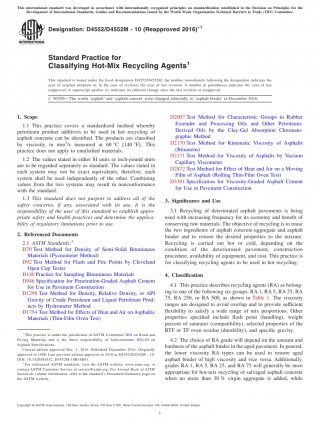 This international standard was developed in accordance with internationally recognized principles on standardization established in the Decision on Principles for the
Development of International Standards, Guides and Recommendations issued by the World Trade Organization Technical Barriers to Trade (TBT) Committee.
Designation: D4552/D4552M − 10 (Reapproved 2016)ε1
Standard Practice for
Classifying Hot-Mix Recycling Agents1
This standard is issued under the fixed designation D4552/D4552M; the number immediately following the designation indicates the
year of original adoption or, in the case of revision, the year of last revision. A number in parentheses indicates the year of last
reapproval. A superscript epsilon (ε) indicates an editorial change since the last revision or reapproval.
ε1 NOTE—The words 'asphalt' and 'asphalt cement' were changed editorially to 'asphalt binder' in December 2016.
1. Scope
1.1 This practice covers a standardized method whereby
petroleum product additives to be used in hot recycling of
asphalt concrete can be identified. The products are classified
by viscosity in mm2/s measured at 60 °C [140 °F]. This
practice does not apply to emulsified materials.
1.2 The values stated in either SI units or inch-pound units
are to be regarded separately as standard. The values stated in
each system may not be exact equivalents; therefore, each
system shall be used independently of the other. Combining
values from the two systems may result in nonconformance
with the standard.
1.3 This standard does not purport to address all of the
safety concerns, if any, associated with its use. It is the
responsibility of the user of this standard to establish appro-
priate safety and health practices and determine the applica-
bility of regulatory limitations prior to use.
2. Referenced Documents
2.1 ASTM Standards:2
D70 Test Method for Density of Semi-Solid Bituminous
Materials (Pycnometer Method)
D92 Test Method for Flash and Fire Points by Cleveland
Open Cup Tester
D140 Practice for Sampling Bituminous Materials
D946 Specification for Penetration-Graded Asphalt Cement
for Use in Pavement Construction
D1298 Test Method for Density, Relative Density, or API
Gravity of Crude Petroleum and Liquid Petroleum Prod-
ucts by Hydrometer Method
D1754 Test Method for Effects of Heat and Air on Asphaltic
Materials (Thin-Film Oven Test)
1 This practice is under the jurisdiction of ASTM Committee D04 on Road and
Paving Materials and is the direct responsibility of Subcommittee
Asphalt Specifications.
Current edition approved Dec. 1, 2016. Published December 2016. Originally
approved in 1986. Last previous edition approved in 2010 as D4552/D4552M – 10.
2 For referenced ASTM standards, visit the ASTM website, www.astm.org, or
contact ASTM Customer Service at service@astm.org. For Annual Book of ASTM
Standards volume information, refer to the standard's Document Summary page on
the ASTM website.
D2007 Test Method for Characteristic Groups in Rubber
Extender and Processing Oils and Other Petroleum-
Derived Oils by the Clay-Gel Absorption Chromato-
graphic Method
D2170 Test Method for Kinematic Viscosity of Asphalts
(Bitumens)
D2171 Test Method for Viscosity of Asphalts by Vacuum
Capillary Viscometer
D2872 Test Method for Effect of Heat and Air on a Moving
Film of Asphalt (Rolling Thin-Film Oven Test)
D3381 Specification for Viscosity-Graded Asphalt Cement
for Use in Pavement Construction
3. Significance and Use
3.1 Recycling of deteriorated asphalt pavements is being
used with increasing frequency for its economy and benefit of
conserving raw materials. The objective of recycling is to reuse
the two ingredients of asphalt concrete-aggregate and asphalt
binder and to restore the desired properties to the mixture.
Recycling is carried out hot or cold, depending on the
condition of the deteriorated pavement, construction
procedure, availability of equipment, and cost. This practice is
for classifying recycling agents to be used in hot recycling.
4. Classification
4.1 This practice describes recycling agents (RA) as belong-
ing to one of the following six groups: RA 1, RA 5, RA 25, RA
75, RA 250, or RA 500, as shown in Table 1. The viscosity
ranges are designed to avoid overlap and to provide sufficient
flexibility to satisfy a wide range of mix properties. Other
properties specified include flash point (handling), weight
percent of saturates (compatibility), selected properties of the
RTF or TF oven residue (durability), and specific gravity.
4.2 The choice of RA grade will depend on the amount and
hardness of the asphalt binder in the aged pavement. In general,
the lower viscosity RA types can be used to restore aged
asphalt binder of high viscosity and vice versa. Additionally,
grades RA 1, RA 5, RA 25, and RA 75 will generally be most
appropriate for hot-mix recycling of salvaged asphalt concrete
when no more than 30 % virgin aggregate is added, while
Copyright © ASTM International, 100 Barr Harbor Drive, PO Box C700, West Conshohocken, PA 19428-2959. United States
1